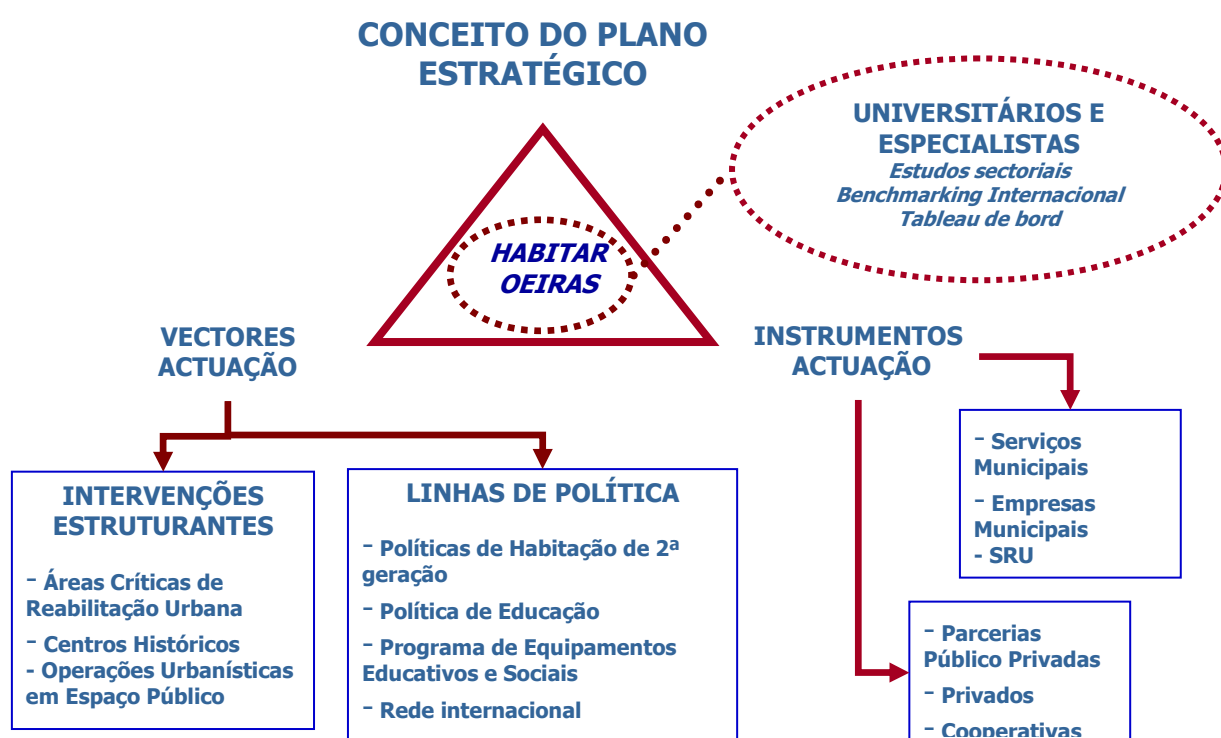 CONCEITO DO PLANO
ESTRATÉGICO
UNIVERSITÁRIOS E
ESPECIALISTAS
Estudos sectoriais
Benchmarking Internacional
Tableau de bord
HABITAR
OEIRAS
VECTORES
ACTUAÇÃO
INSTRUMENTOS
ACTUAÇÃO
INTERVENÇÕES
ESTRUTURANTES
- Áreas Críticas de
Reabilitação Urbana
- Centros Históricos
- Operações Urbanísticas
em Espaço Público
LINHAS DE POLÍTICA
- Políticas de Habitação de 2ª
geração
- Política de Educação
- Programa de Equipamentos
Educativos e Sociais
- Rede internacional
- Serviços
Municipais
- Empresas
Municipais
- SRU
- Parcerias
Público Privadas
- Privados
- Cooperativas